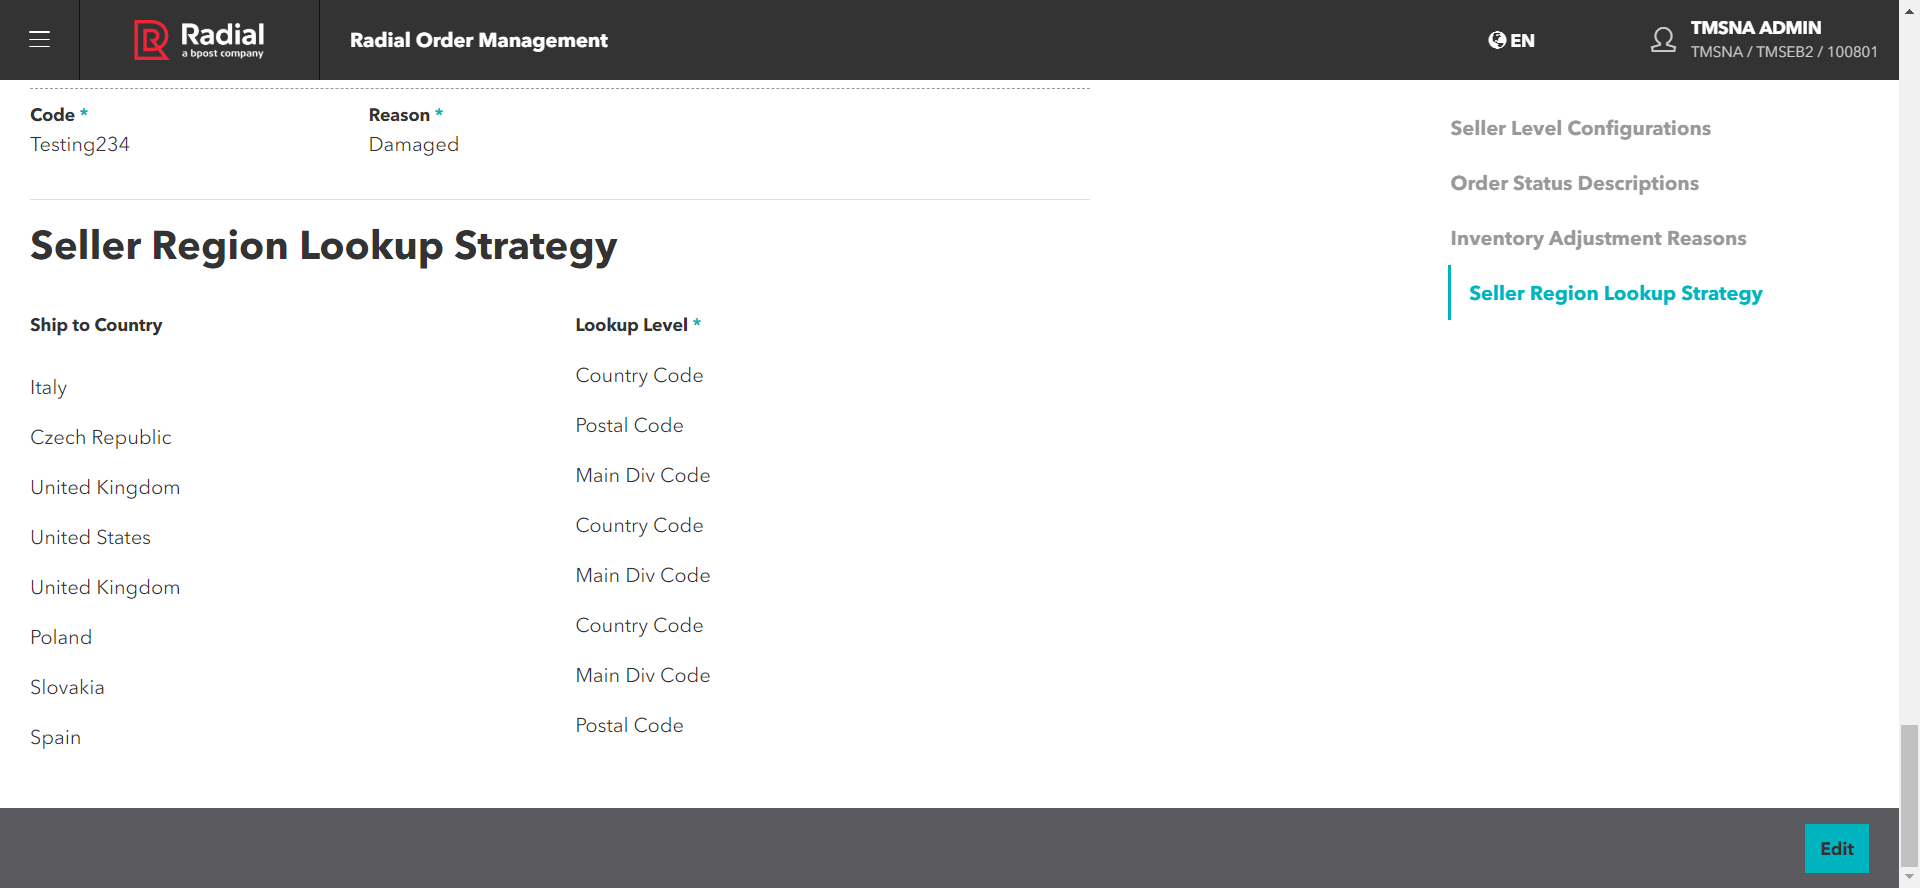 Radial
a bpost company
Radial Order Management
EN
TMSNA ADMIN
TMSNA / TMSEB2 / 100801
Code * Reason *
Testing234 Damaged
Seller Region Lookup Strategy
Ship to Country Lookup Level *
Italy Country Code
Czech Republic Postal Code
United Kingdom Main Div Code
United States Country Code
United Kingdom Main Div Code
Poland Country Code
Slovakia Main Div Code
Spain Postal Code
Seller Level Configurations
Order Status Descriptions
Inventory Adjustment Reasons
Seller Region Lookup Strategy
Edit